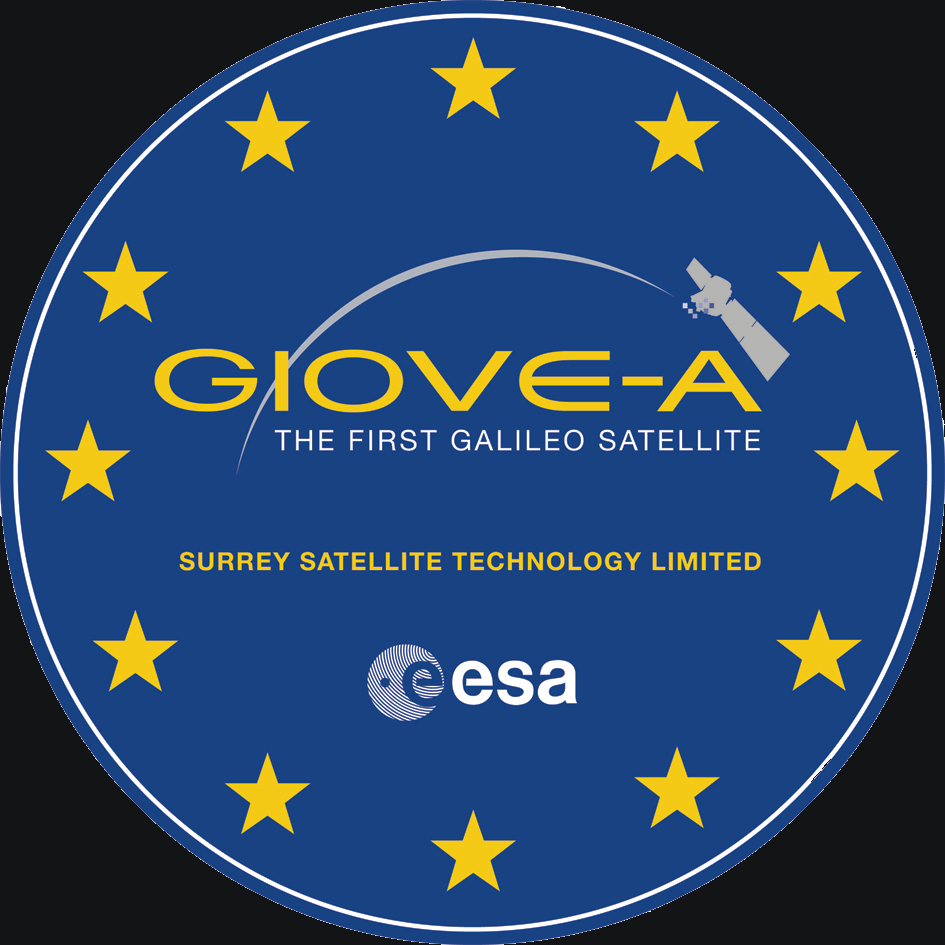 GIOVE-A
THE FIRST GALILEO SATELLITE
SURREY SATELLITE TECHNOLOGY LIMITED
e esa